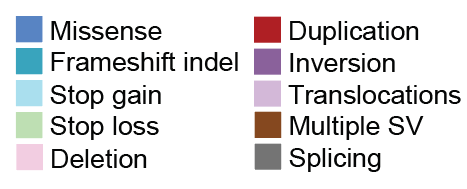 Missense
Frameshift indel
Stop gain
Stop loss
Deletion
Duplication
Inversion
Translocations
Multiple SV
Splicing